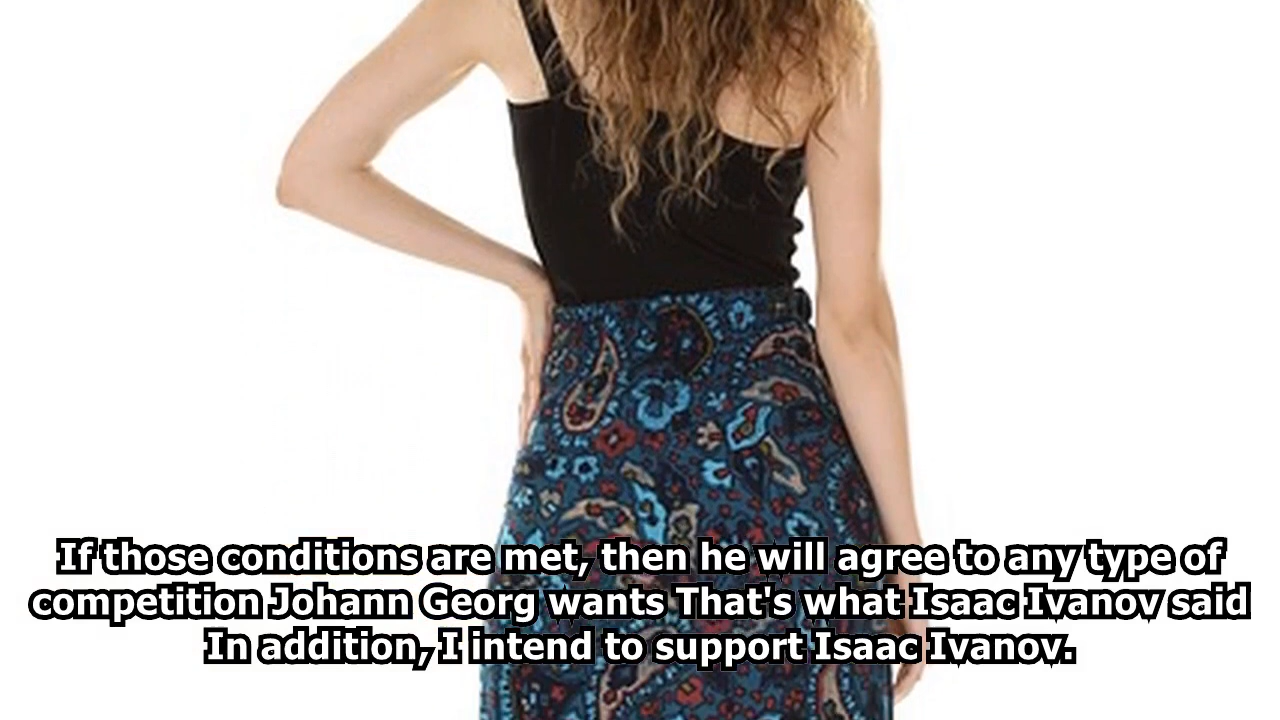 If those conditions are met, then he will agree to any type of
competition Johann Georg wants That's what Isaac Ivanov said
In addition, I intend to support Isaac Ivanov.